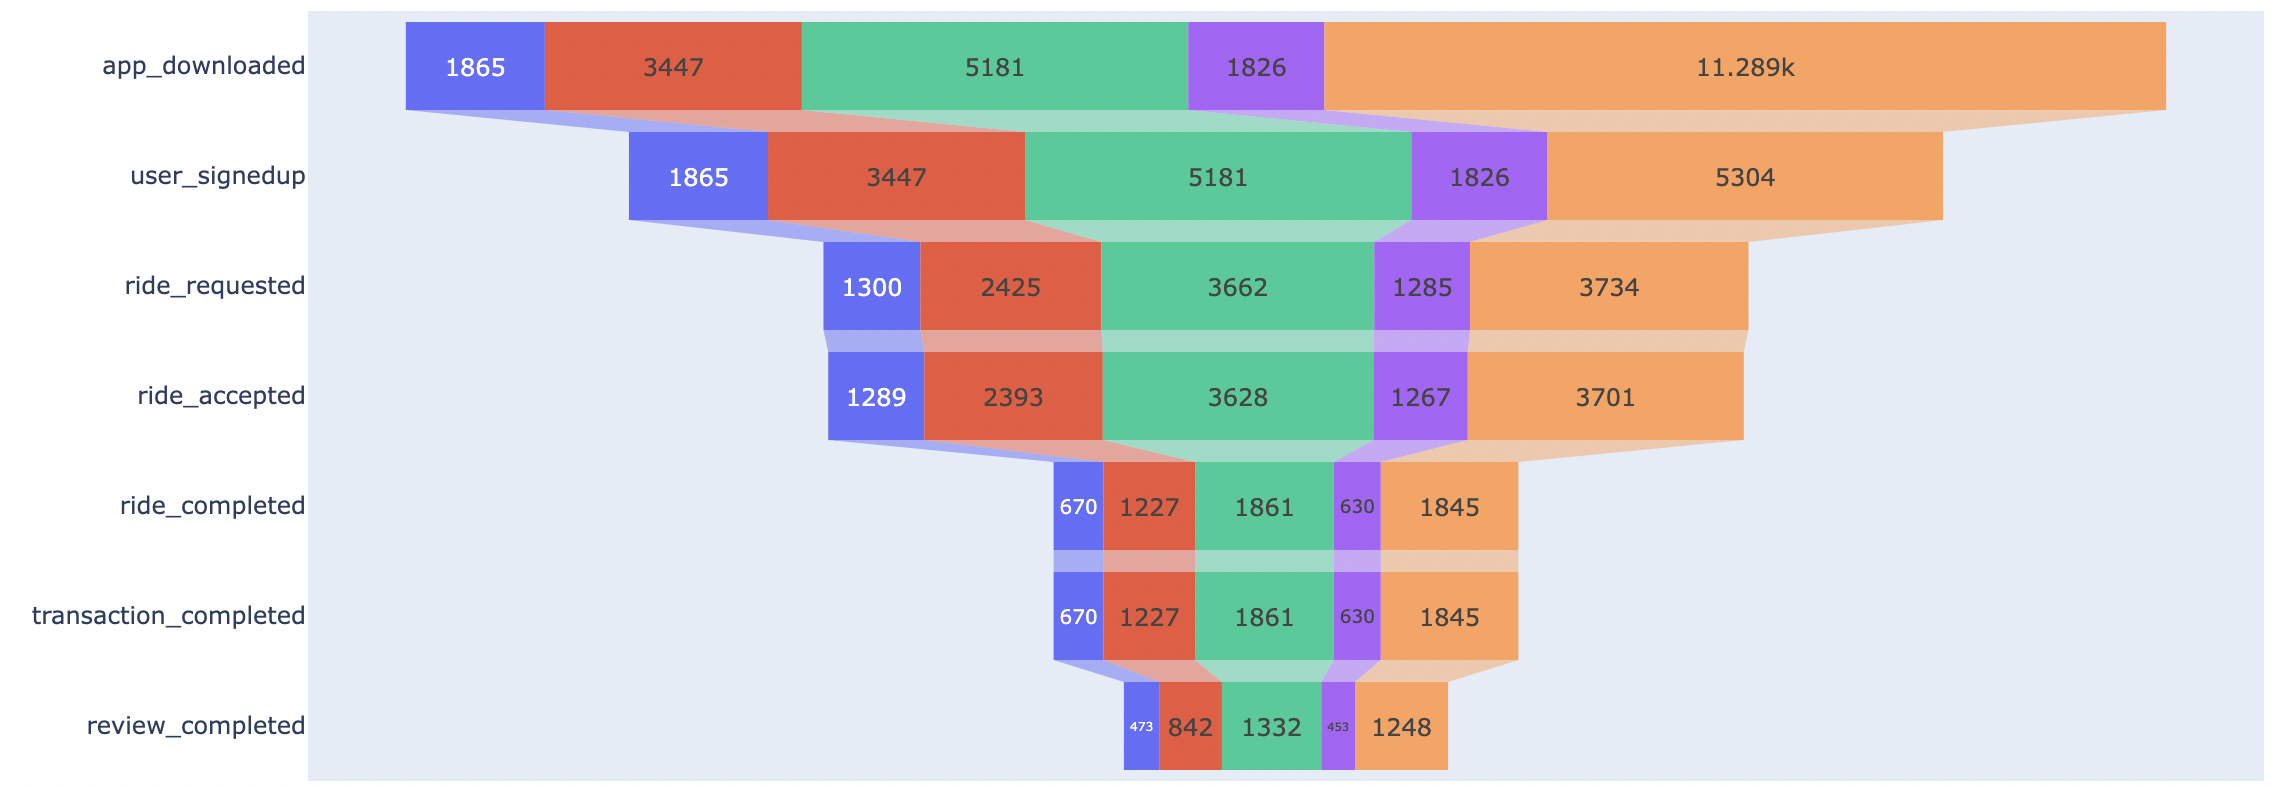 app_downloaded 1865 3447 5181 1826 11.289k
user_signedup 1865 3447 5181 1826 5304
ride_requested 1300 2425 3662 1285 3734
ride_accepted 1289 2393 3628 1267 3701
ride_completed 670 1227 1861 630 1845
transaction_completed 670 1227 1861 630 1845
review_completed 473 842 1332 453 1248